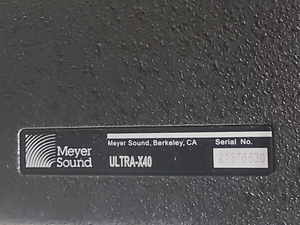 Meyer
Sound
Meyer Sound, Berkeley, CA
Serial No.
ULTRA-X40